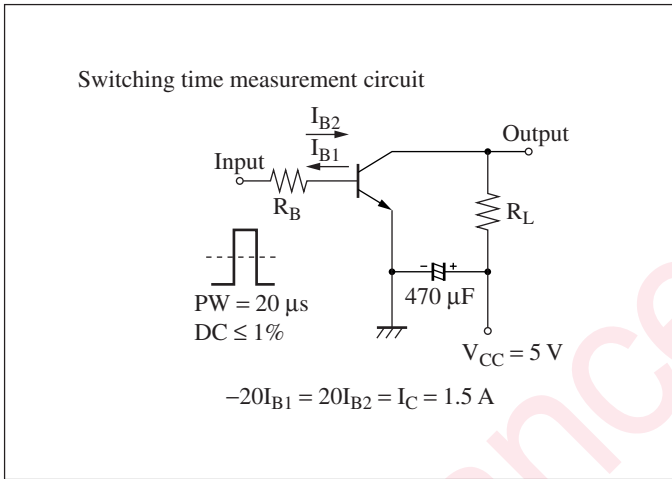 Switching time measurement circuit
I_B2
I_B1
Output
Input
R_B
R_L
− +
PW = 20 μs
470 μF
DC ≤ 1%
V_CC = 5 V
−20I_B1 = 20I_B2 = I_C = 1.5 A